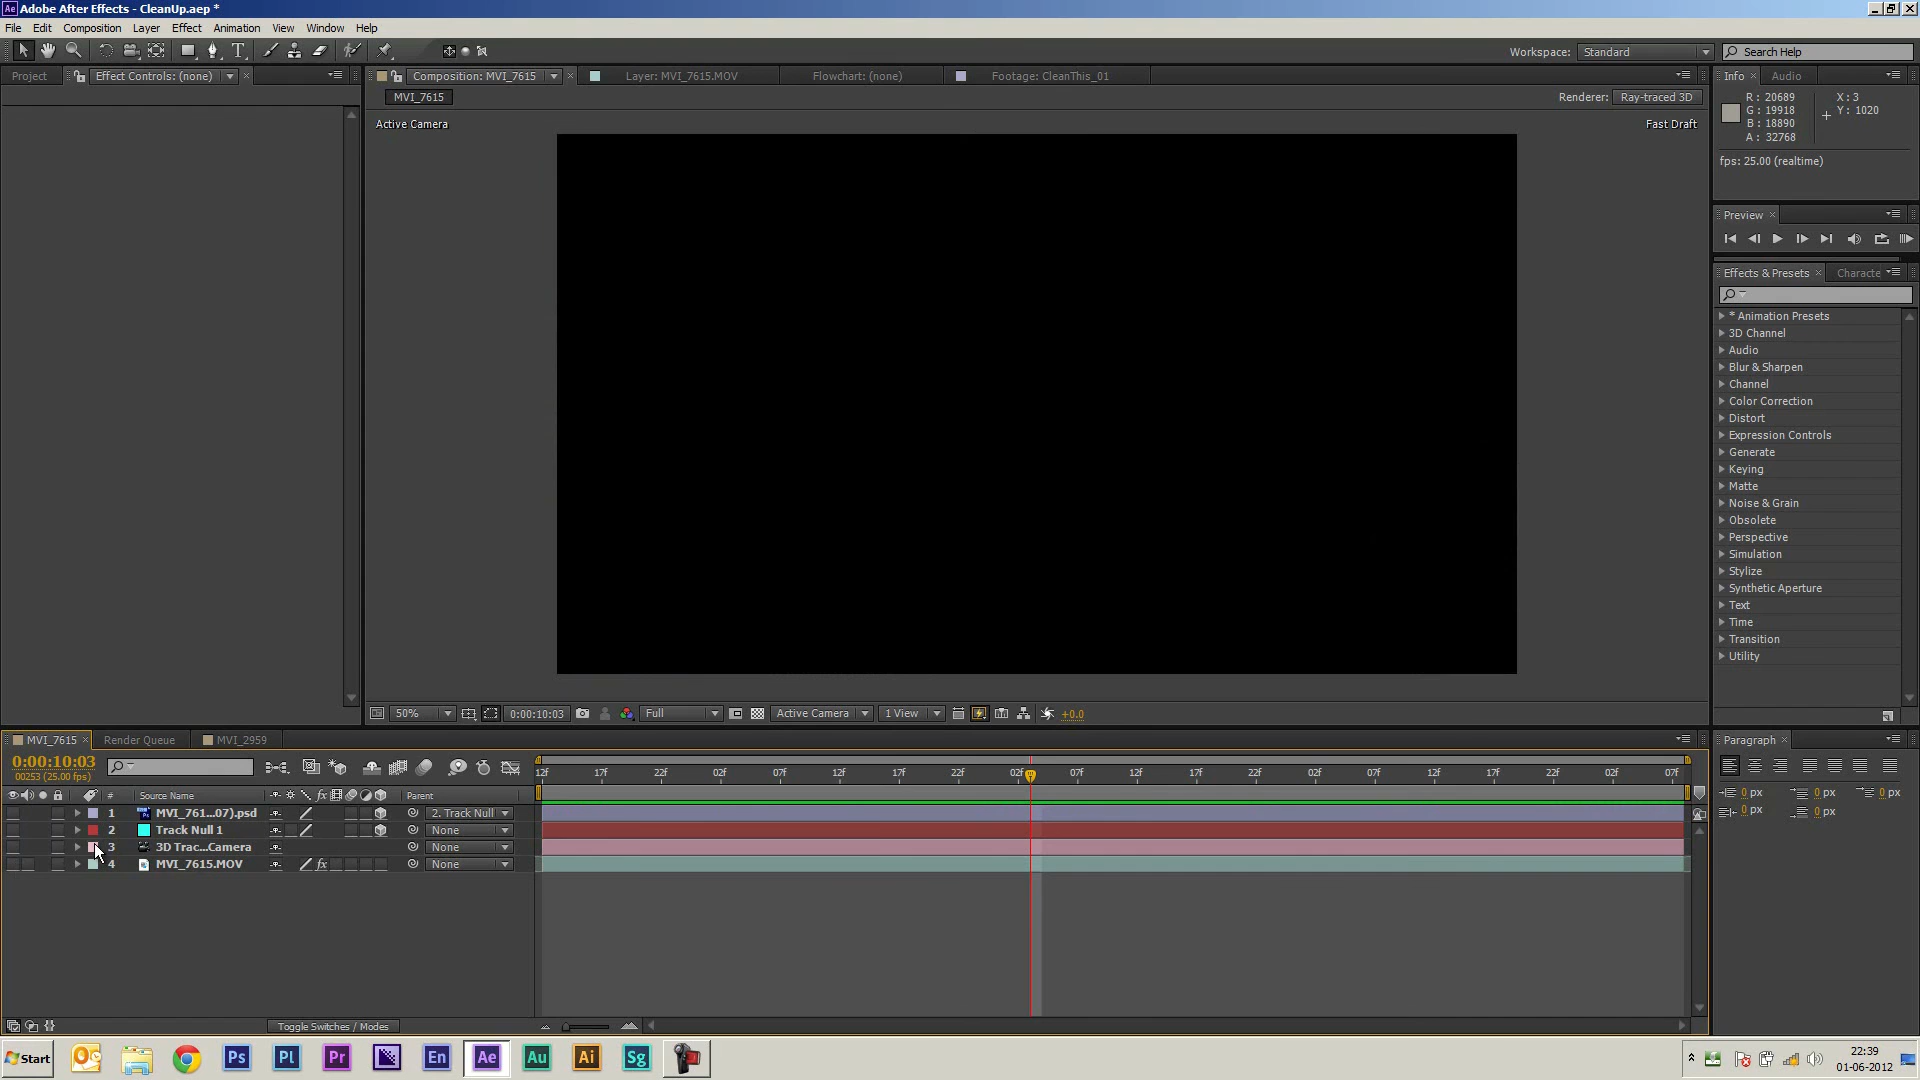 Adobe After Effects - CleanUp.aep *
File Edit Composition Layer Effect Animation View Window Help
Workspace: Standard Search Help
Project Effect Controls: (none) Composition: MVI_7615 Layer: MVI_7615.MOV Flowchart: (none) Footage: CleanThis_01 Info Audio
MVI_7615 Renderer: Ray-traced 3D
Active Camera Fast Draft
R: 20689 X: 3
G: 19918 Y: 1020
B: 18890
A: 32768
fps: 25.00 (realtime)
Preview
Effects & Presets Characte
* Animation Presets
3D Channel
Audio
Blur & Sharpen
Channel
Color Correction
Distort
Expression Controls
Generate
Keying
Matte
Noise & Grain
Obsolete
Perspective
Simulation
Stylize
Synthetic Aperture
Text
Time
Transition
Utility
50% 0:00:10:03 Full Active Camera 1 View +0.0
MVI_7615 Render Queue MVI_2959 Paragraph
0:00:10:03
00253 (25.00 fps)
12f 17f 22f 02f 07f 12f 17f 22f 02f 07f 12f 17f 22f 02f 07f 12f 17f 22f 02f 07f
# Source Name fx Parent
1 MVI_761...07).psd 2. Track Null
2 Track Null 1 None
3 3D Trac...Camera None
4 MVI_7615.MOV fx None
0 px 0 px 0 px
0 px 0 px
Toggle Switches / Modes
Start Ps Pl Pr En Ae Au Ai Sg
22:39
01-06-2012